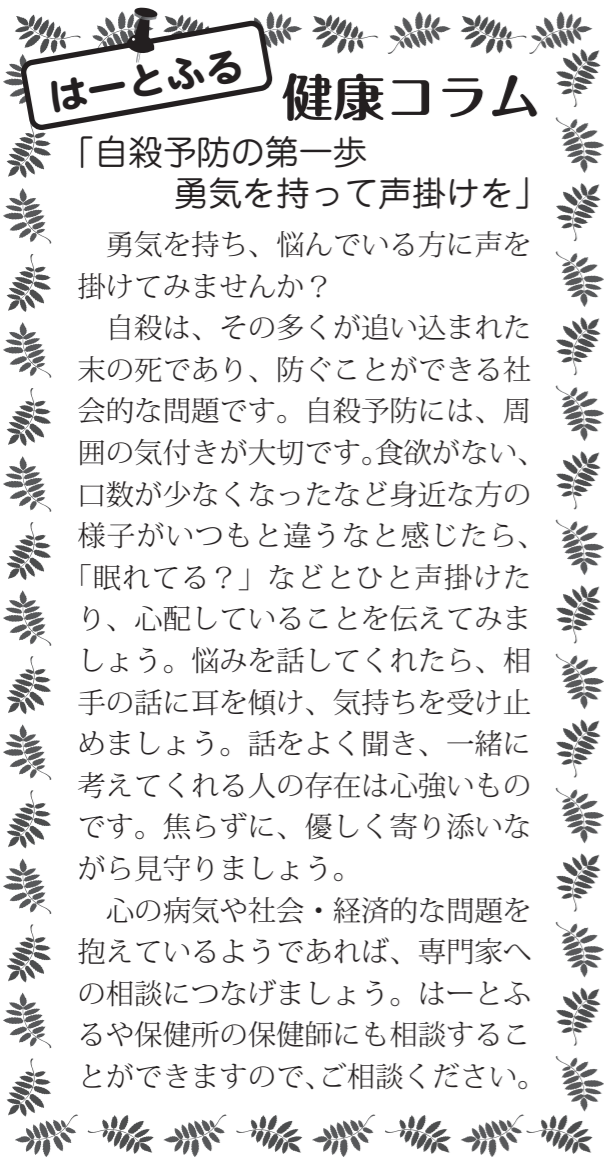 はーとふる
健康コラム
「自殺予防の第一歩
勇気を持って声掛けを」
　勇気を持ち、悩んでいる方に声を
掛けてみませんか？
　自殺は、その多くが追い込まれた
末の死であり、防ぐことができる社
会的な問題です。自殺予防には、周
囲の気付きが大切です。食欲がない、
口数が少なくなったなど身近な方の
様子がいつもと違うなと感じたら、
「眠れてる？」などとひと声掛けた
り、心配していることを伝えてみま
しょう。悩みを話してくれたら、相
手の話に耳を傾け、気持ちを受け止
めましょう。話をよく聞き、一緒に
考えてくれる人の存在は心強いもの
です。焦らずに、優しく寄り添いな
がら見守りましょう。
　心の病気や社会・経済的な問題を
抱えているようであれば、専門家へ
の相談につなげましょう。はーとふ
るや保健所の保健師にも相談するこ
とができますので、ご相談ください。